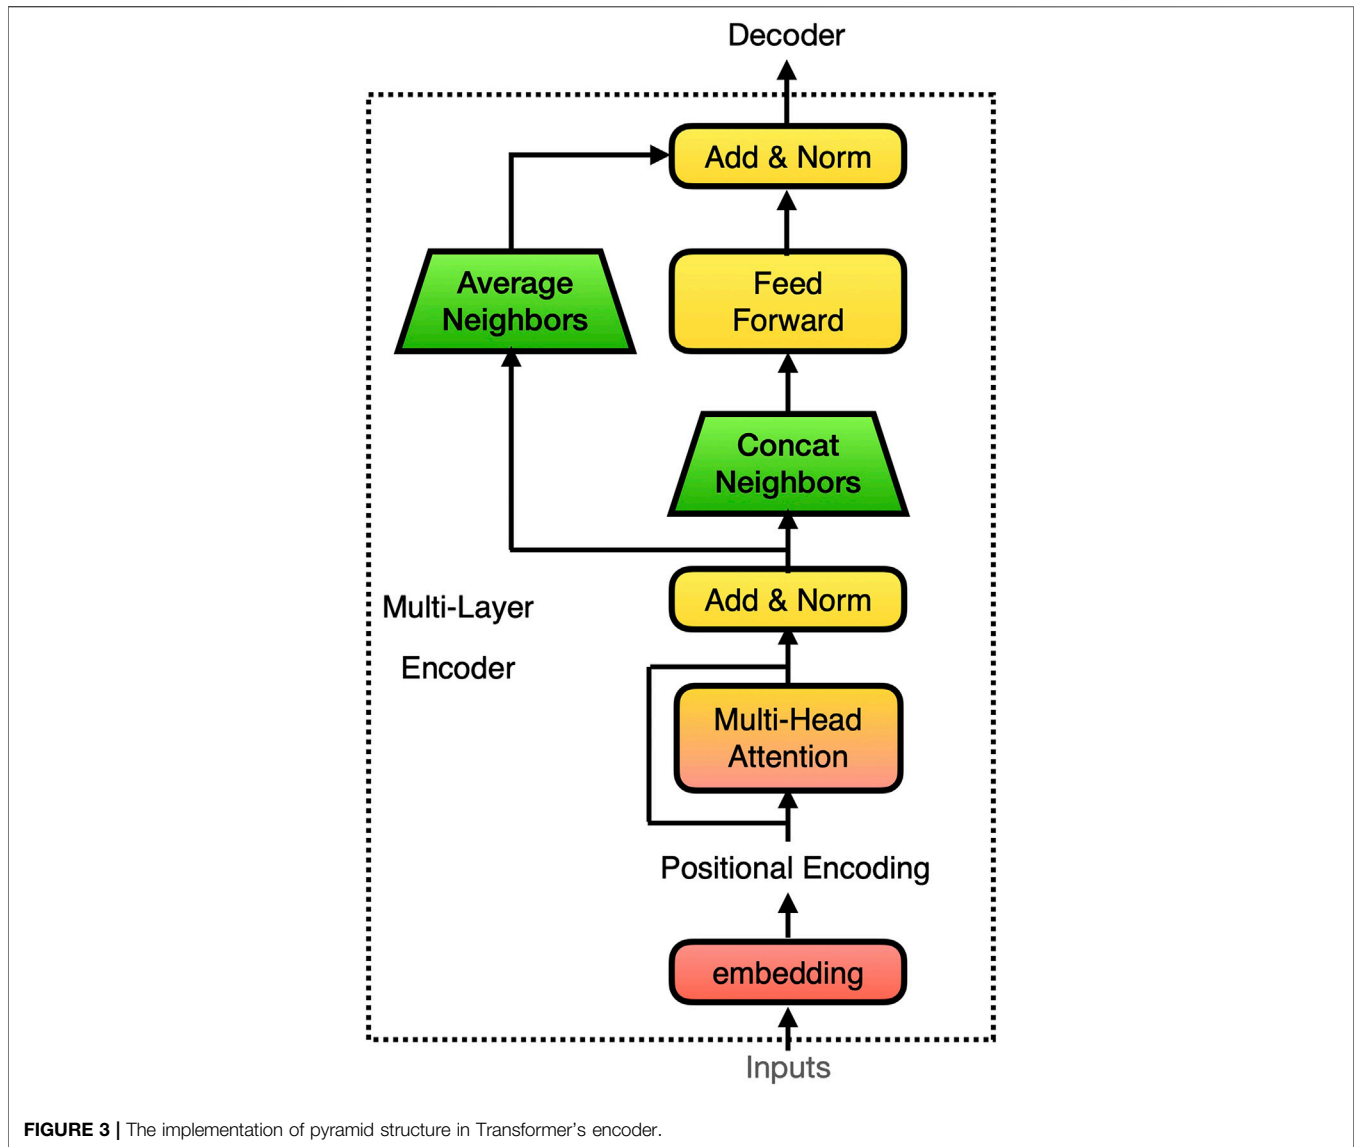 Decoder
Add & Norm
Average
Neighbors
Feed
Forward
Concat
Neighbors
Add & Norm
Multi-Layer
Encoder
Multi-Head
Attention
Positional Encoding
embedding
Inputs
FIGURE 3 | The implementation of pyramid structure in Transformer's encoder.